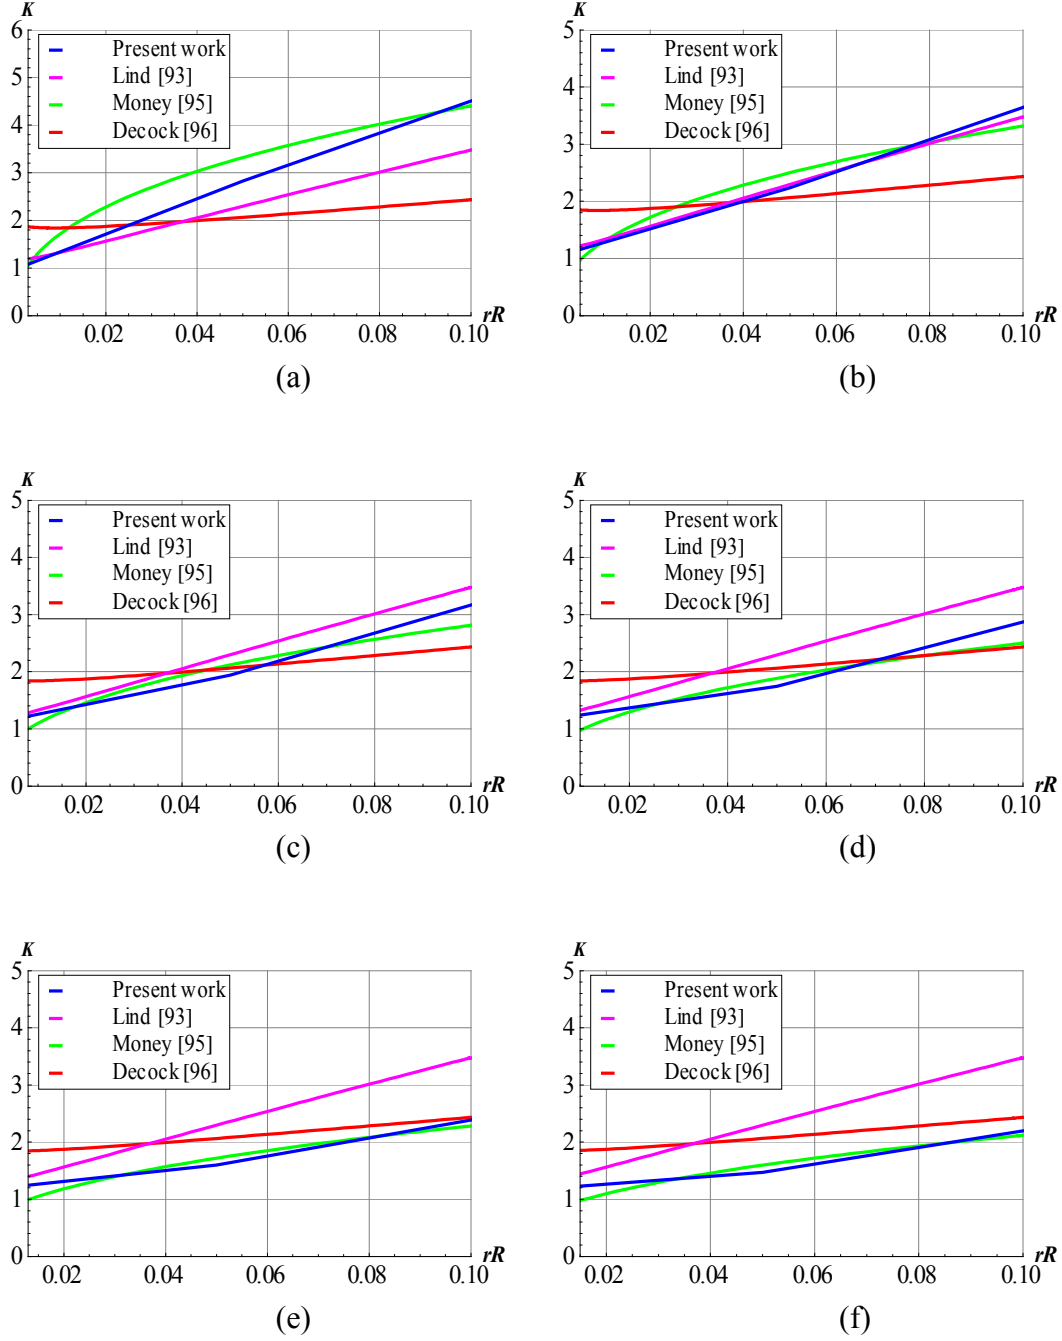 K
6
5
4
3
2
1
0
Present work
Lind [93]
Money [95]
Decock [96]
0.02 0.04 0.06 0.08 0.10 rR
(a)
K
5
4
3
2
1
0
Present work
Lind [93]
Money [95]
Decock [96]
0.02 0.04 0.06 0.08 0.10 rR
(b)
K
5
4
3
2
1
0
Present work
Lind [93]
Money [95]
Decock [96]
0.02 0.04 0.06 0.08 0.10 rR
(c)
K
5
4
3
2
1
0
Present work
Lind [93]
Money [95]
Decock [96]
0.02 0.04 0.06 0.08 0.10 rR
(d)
K
5
4
3
2
1
0
Present work
Lind [93]
Money [95]
Decock [96]
0.02 0.04 0.06 0.08 0.10 rR
(e)
K
5
4
3
2
1
0
Present work
Lind [93]
Money [95]
Decock [96]
0.02 0.04 0.06 0.08 0.10 rR
(f)